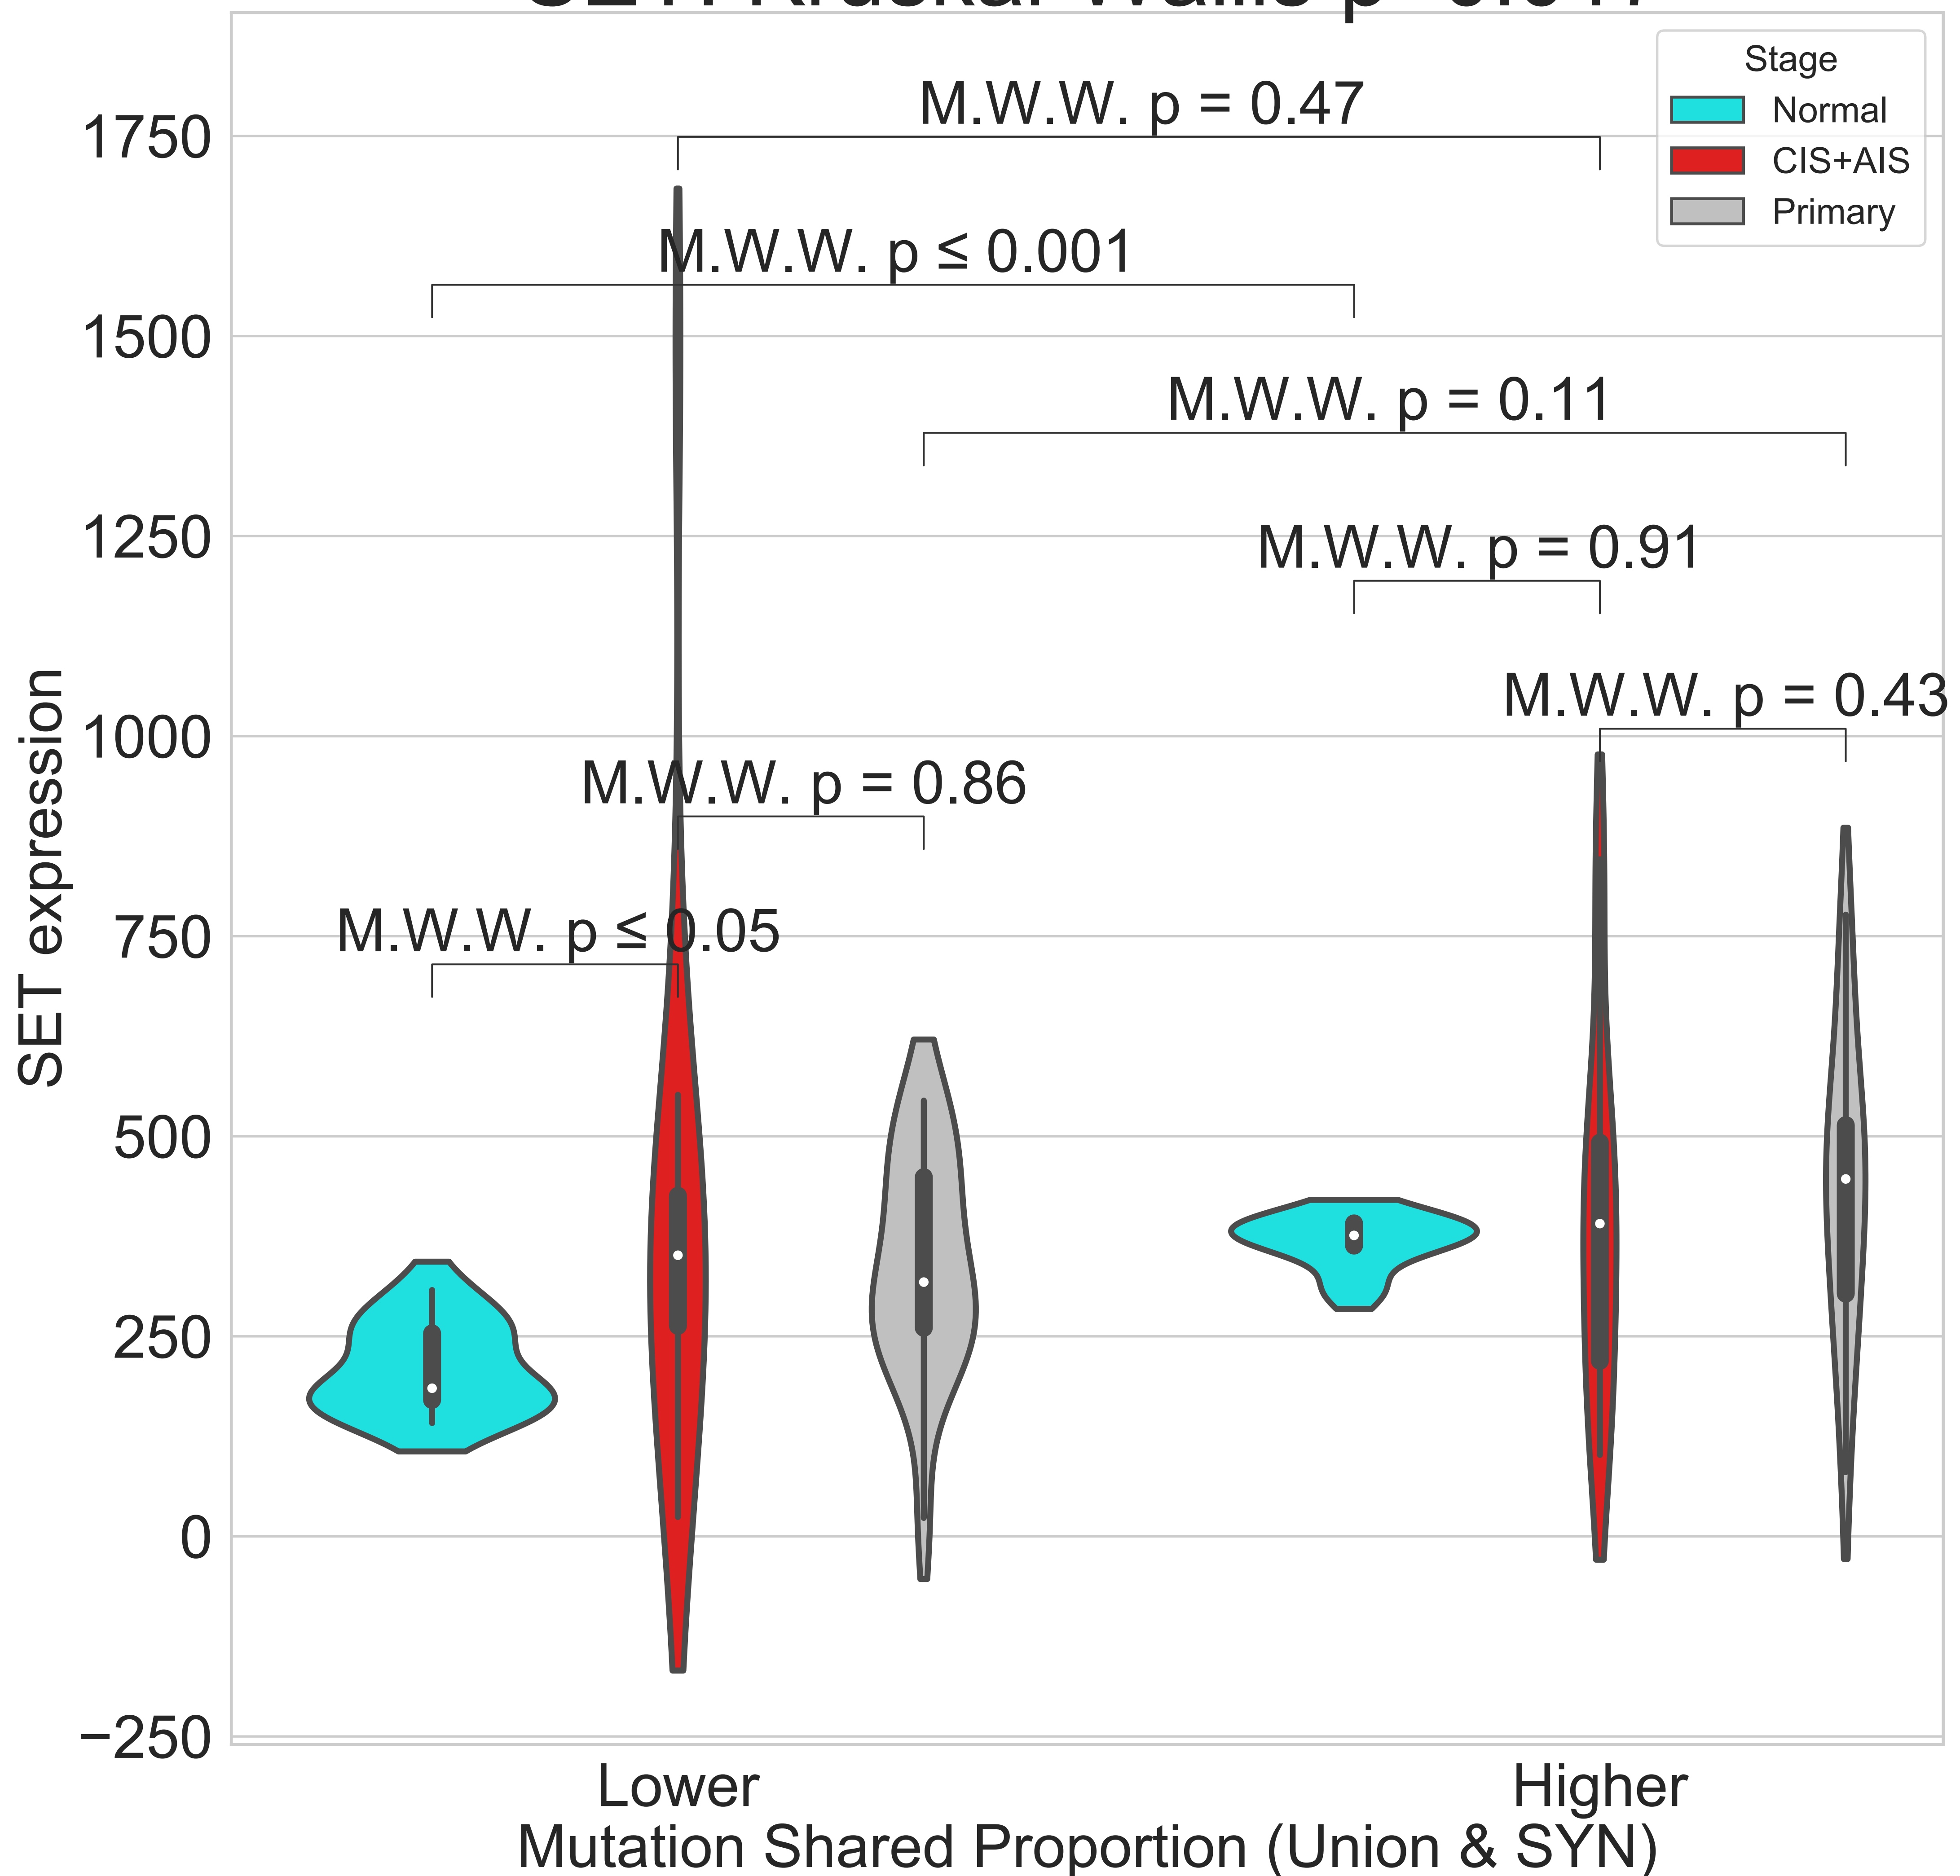 Stage
Normal
CIS+AIS
Primary
M.W.W. p = 0.47
M.W.W. p ≤ 0.001
M.W.W. p = 0.11
M.W.W. p = 0.91
M.W.W. p = 0.43
M.W.W. p = 0.86
M.W.W. p ≤ 0.05
1750
1500
1250
1000
750
500
250
0
−250
SET expression
Lower
Higher
Mutation Shared Proportion (Union & SYN)